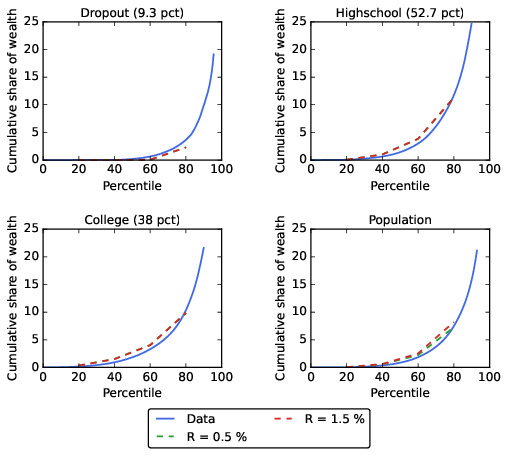 Dropout (9.3 pct)
Cumulative share of wealth
25
20
15
10
5
0
0 20 40 60 80 100
Percentile
Highschool (52.7 pct)
Cumulative share of wealth
25
20
15
10
5
0
0 20 40 60 80 100
Percentile
College (38 pct)
Cumulative share of wealth
25
20
15
10
5
0
0 20 40 60 80 100
Percentile
Population
Cumulative share of wealth
25
20
15
10
5
0
0 20 40 60 80 100
Percentile
Data
R = 0.5 %
R = 1.5 %